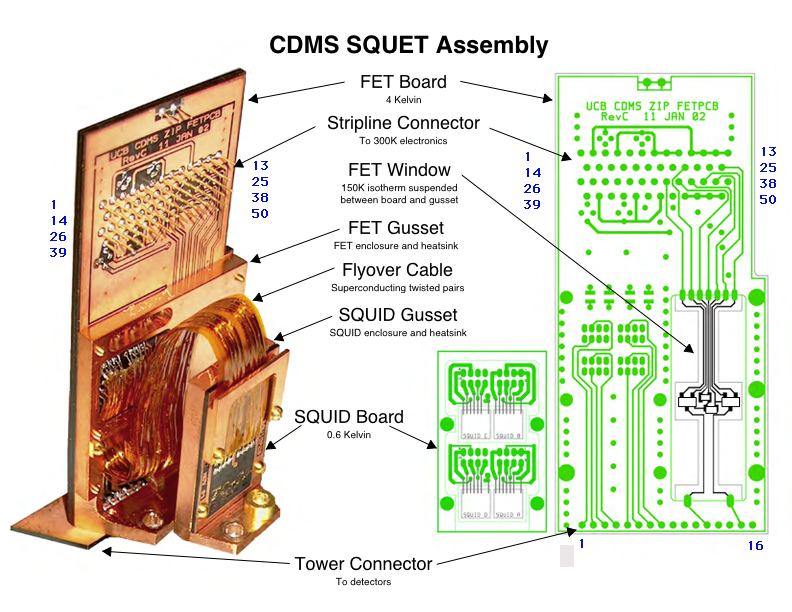 CDMS SQUET Assembly
FET Board
4 Kelvin
Stripline Connector
To 300K electronics
FET Window
150K isotherm suspended
between board and gusset
FET Gusset
FET enclosure and heatsink
Flyover Cable
Superconducting twisted pairs
SQUID Gusset
SQUID enclosure and heatsink
SQUID Board
0.6 Kelvin
Tower Connector
To detectors
UCB CDMS ZIP FETPCB
RevC 11 JAN 02
1
14
26
39
13
25
38
50
UCB CDMS ZIP FETPCB
RevC 11 JAN 02
1
14
26
39
13
25
38
50
SQUID C
SQUID B
SQUID D
SQUID A
1
16